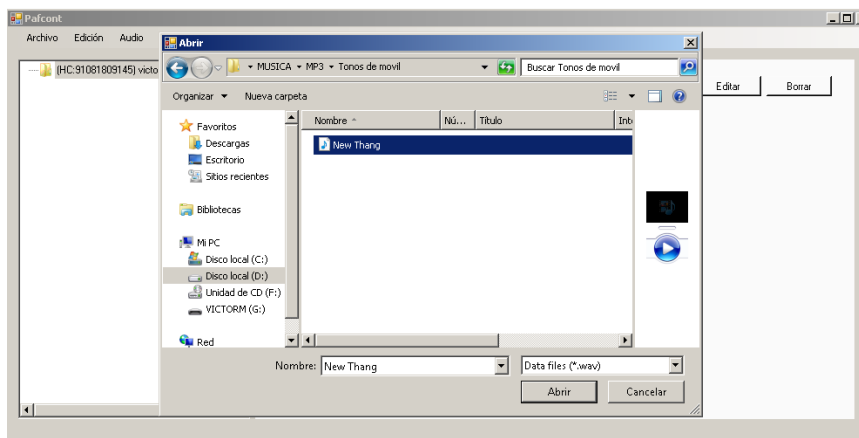 Pafcont
Archivo Edición Audio
(HC:91081809145) victo
Editar Borrar
Abrir
MUSICA MP3 Tonos de movil
Buscar Tonos de movil
Organizar Nueva carpeta
Favoritos
Descargas
Escritorio
Sitios recientes
Bibliotecas
Mi PC
Disco local (C:)
Disco local (D:)
Unidad de CD (F:)
VICTORM (G:)
Red
Nombre Nú... Título Int
New Thang
Nombre: New Thang Data files (*.wav)
Abrir Cancelar